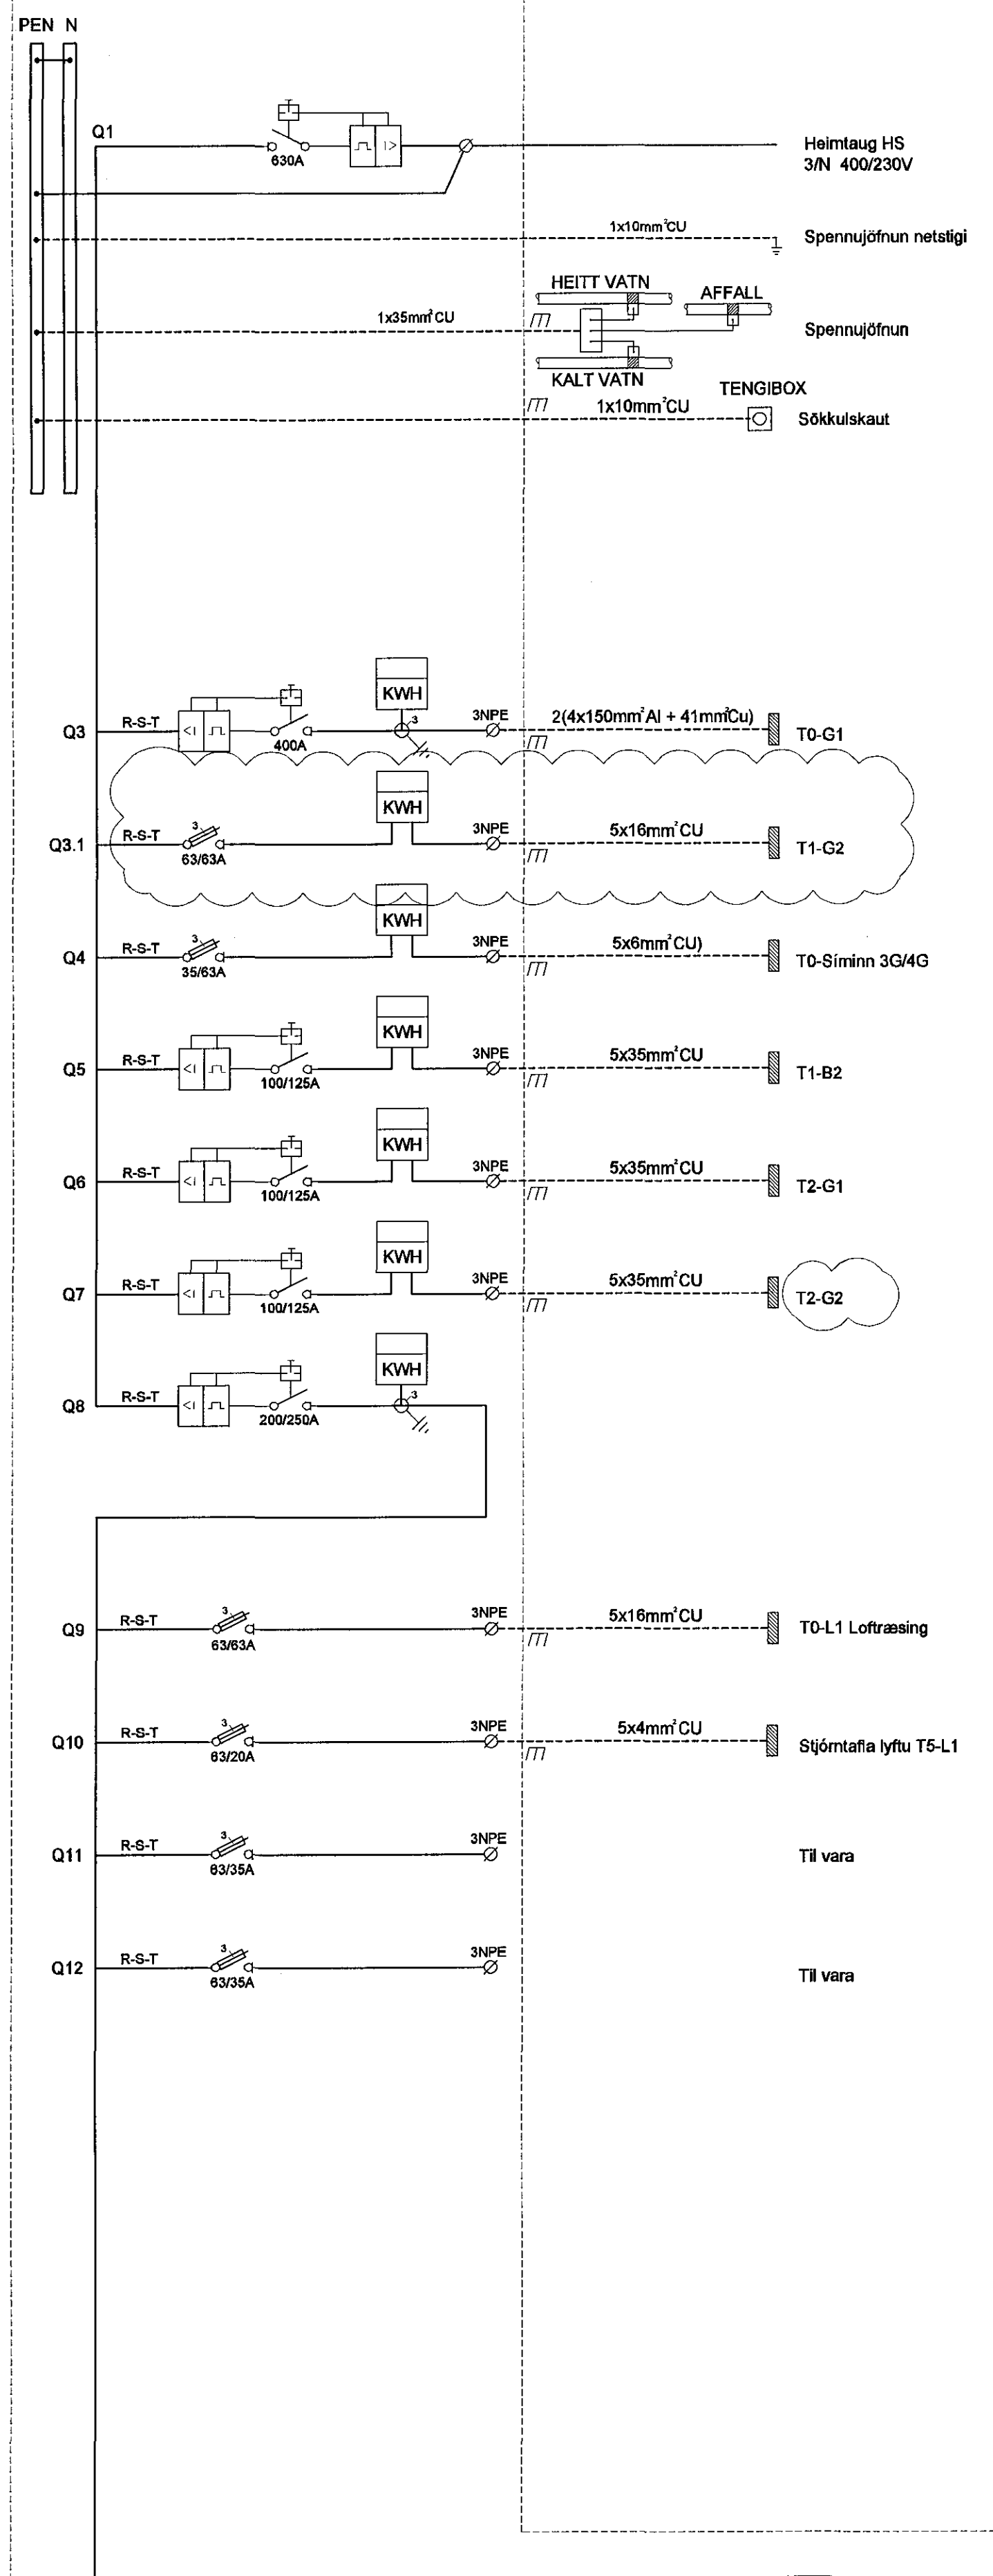 PEN N
Q1
630A
I>
Heimtaug HS
3/N 400/230V
1x10mm²CU
Spennujöfnun netstigi
HEITT VATN
AFFALL
1x35mm²CU
Spennujöfnun
KALT VATN
TENGIBOX
1x10mm²CU
Sökkulskaut
Q3
R-S-T
<I
400A
KWH
3
3NPE
2(4x150mm²Al + 41mm²Cu)
T0-G1
Q3.1
R-S-T
3
63/63A
KWH
3NPE
5x16mm²CU
T1-G2
Q4
R-S-T
3
35/63A
KWH
3NPE
5x6mm²CU)
T0-Síminn 3G/4G
Q5
R-S-T
<I
100/125A
KWH
3NPE
5x35mm²CU
T1-B2
Q6
R-S-T
<I
100/125A
KWH
3NPE
5x35mm²CU
T2-G1
Q7
R-S-T
<I
100/125A
KWH
3NPE
5x35mm²CU
T2-G2
Q8
R-S-T
<I
200/250A
KWH
3
Q9
R-S-T
3
63/63A
3NPE
5x16mm²CU
T0-L1 Loftræsing
Q10
R-S-T
3
63/20A
3NPE
5x4mm²CU
Stjórntafla lyftu T5-L1
Q11
R-S-T
3
63/35A
3NPE
Til vara
Q12
R-S-T
3
63/35A
3NPE
Til vara